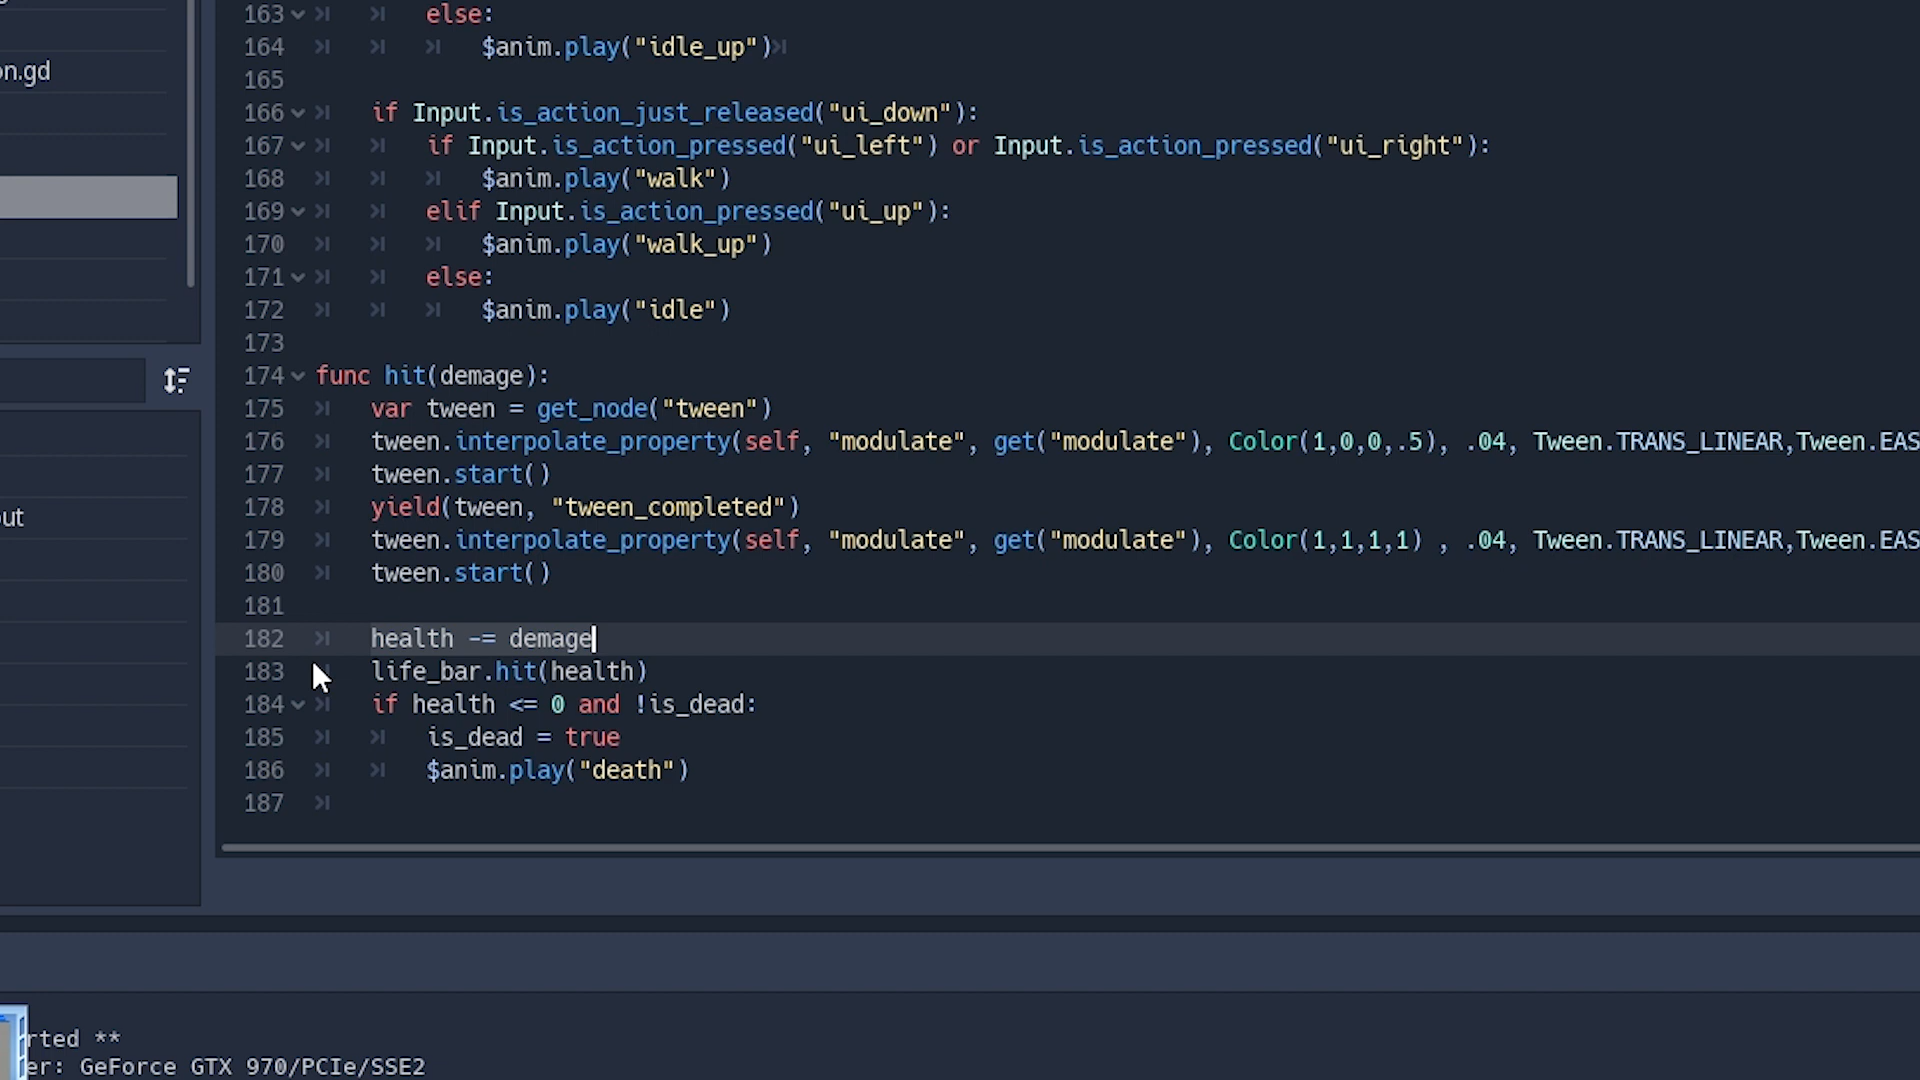 on.gd
out
163 else:
164 $anim.play("idle_up")
165
166 if Input.is_action_just_released("ui_down"):
167 if Input.is_action_pressed("ui_left") or Input.is_action_pressed("ui_right"):
168 $anim.play("walk")
169 elif Input.is_action_pressed("ui_up"):
170 $anim.play("walk_up")
171 else:
172 $anim.play("idle")
173
174 func hit(demage):
175 var tween = get_node("tween")
176 tween.interpolate_property(self, "modulate", get("modulate"), Color(1,0,0,.5), .04, Tween.TRANS_LINEAR,Tween.EAS
177 tween.start()
178 yield(tween, "tween_completed")
179 tween.interpolate_property(self, "modulate", get("modulate"), Color(1,1,1,1) , .04, Tween.TRANS_LINEAR,Tween.EAS
180 tween.start()
181
182 health -= demage
183 life_bar.hit(health)
184 if health <= 0 and !is_dead:
185 is_dead = true
186 $anim.play("death")
187
rted **
er: GeForce GTX 970/PCIe/SSE2